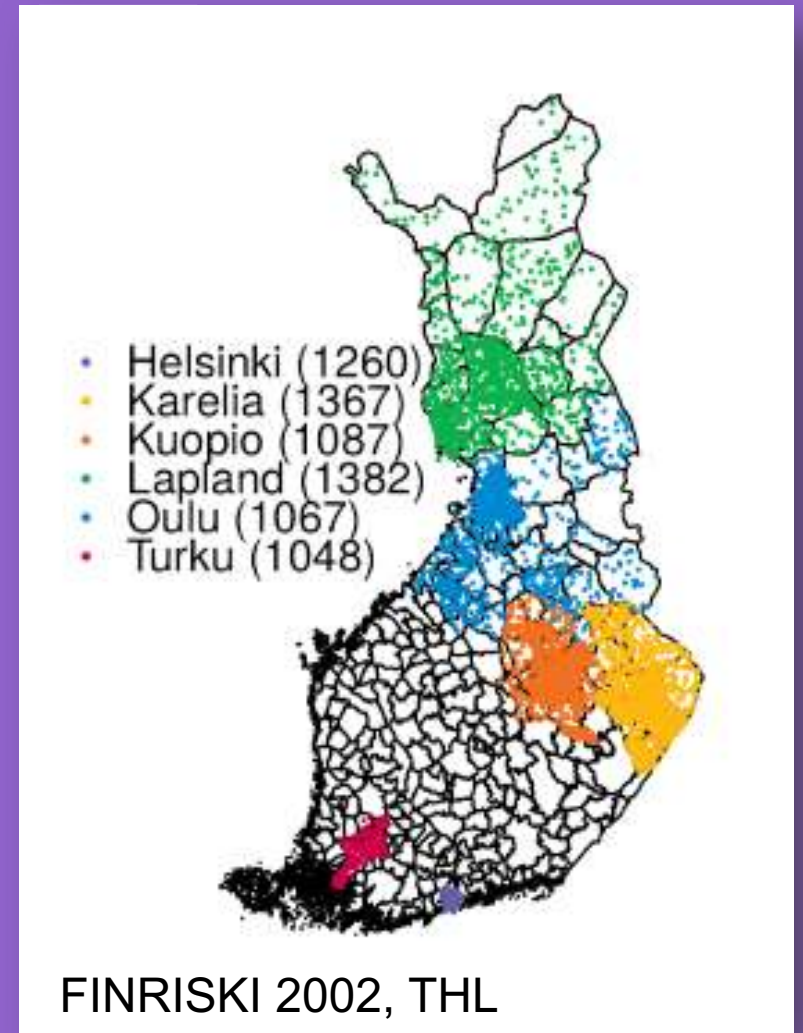 Helsinki (1260)
Karelia (1367)
Kuopio (1087)
Lapland (1382)
Oulu (1067)
Turku (1048)
FINRISKI 2002, THL